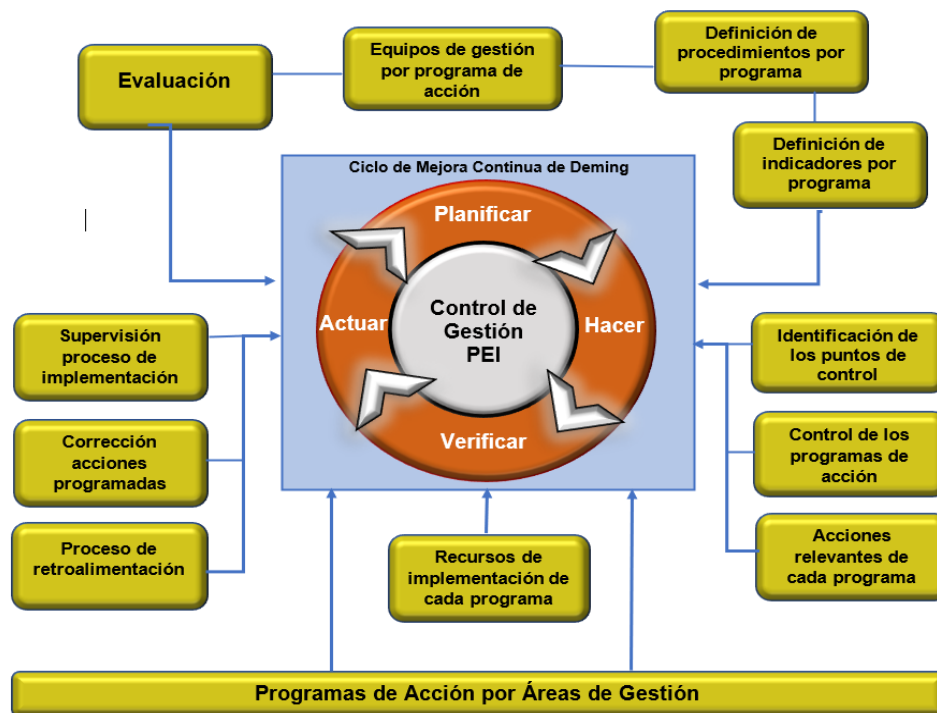 Evaluación
Equipos de gestión
por programa de
acción
Definición de
procedimientos por
programa
Definición de
indicadores por
programa
Ciclo de Mejora Continua de Deming
Planificar
Actuar
Control de
Gestión
PEI
Hacer
Verificar
Supervisión
proceso de
implementación
Corrección
acciones
programadas
Proceso de
retroalimentación
Identificación de
los puntos de
control
Control de los
programas de
acción
Acciones
relevantes de
cada programa
Recursos de
implementación de
cada programa
Programas de Acción por Áreas de Gestión